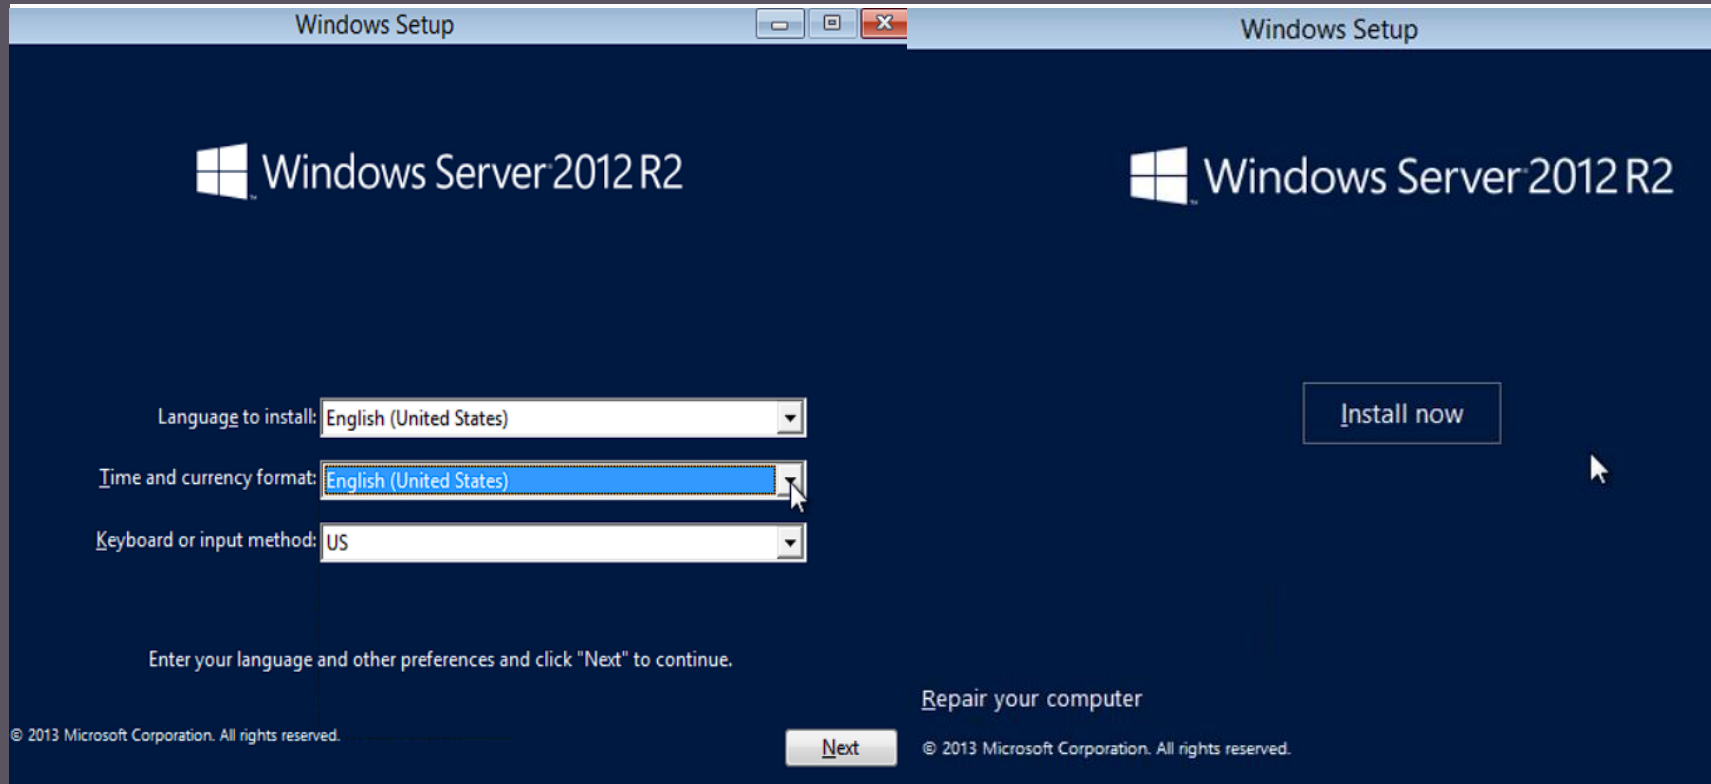 Windows Setup
Windows Server 2012 R2
Language to install: English (United States)
Time and currency format: English (United States)
Keyboard or input method: US
Enter your language and other preferences and click "Next" to continue.
© 2013 Microsoft Corporation. All rights reserved.
Next
Windows Setup
Windows Server 2012 R2
Install now
Repair your computer
© 2013 Microsoft Corporation. All rights reserved.